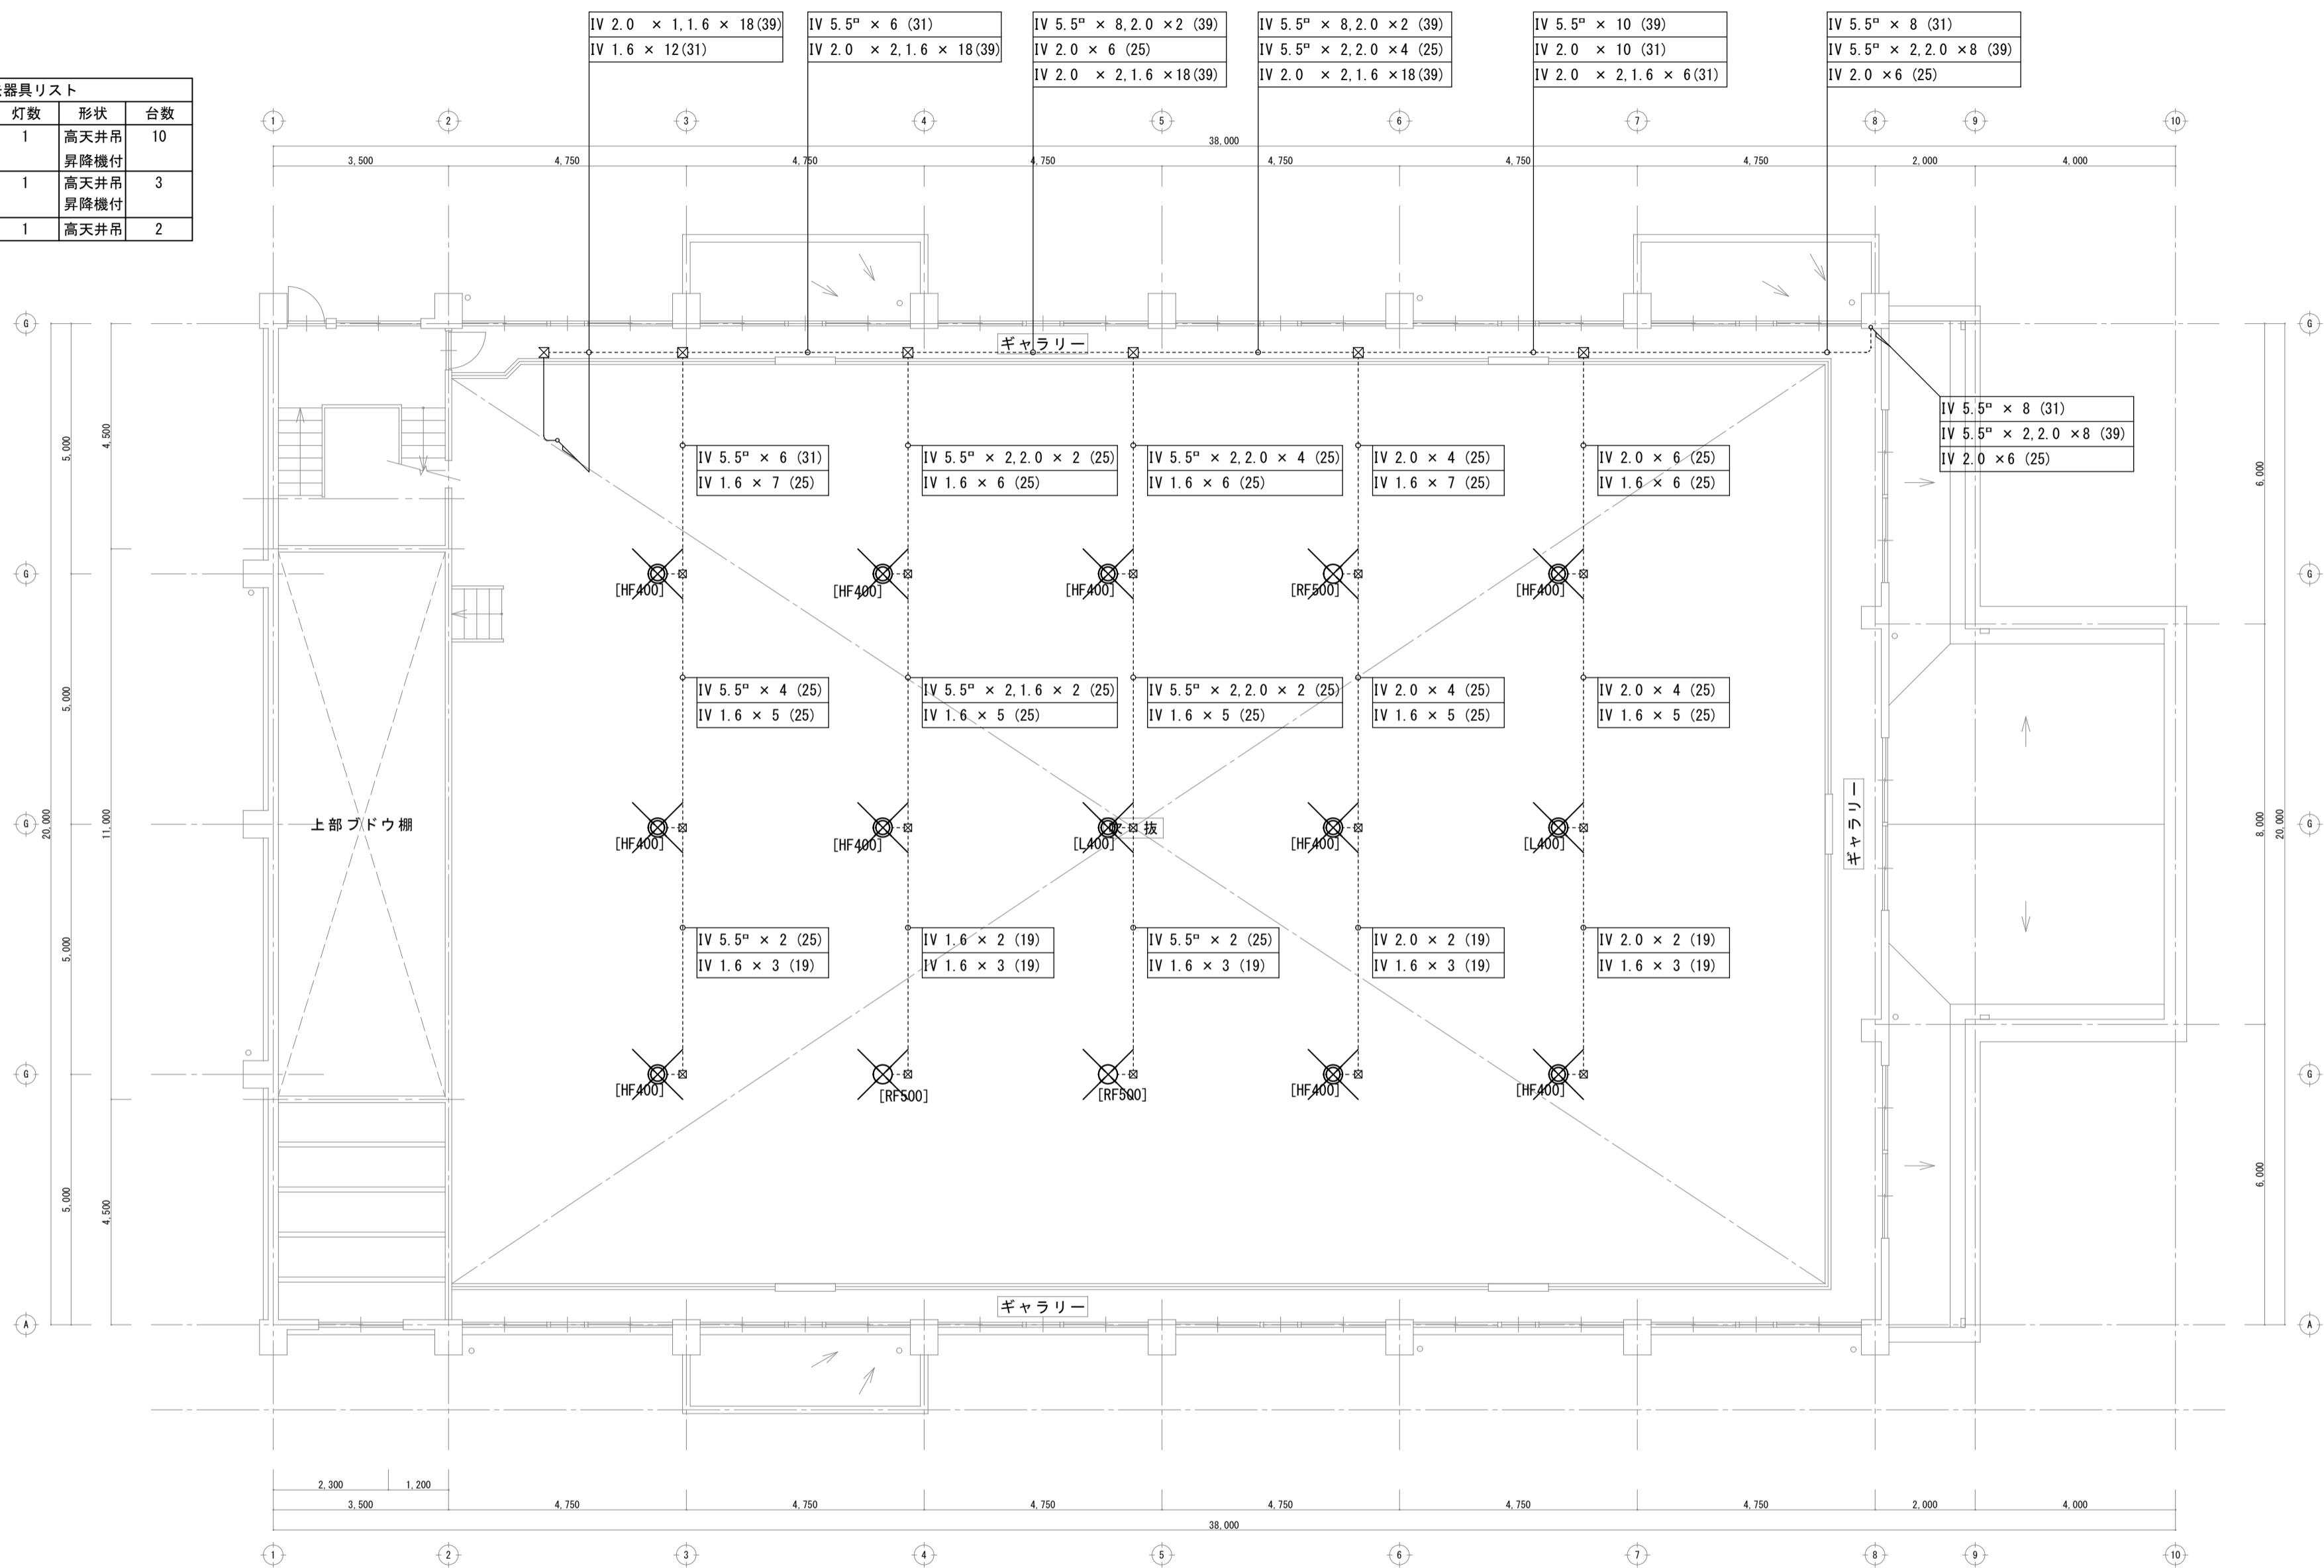 器具リスト
灯数 形状 台数
1 高天井吊 10
昇降機付
1 高天井吊 3
昇降機付
1 高天井吊 2
IV 2.0 × 1,1.6 × 18(39)
IV 1.6 × 12(31)
IV 5.5□ × 6 (31)
IV 2.0 × 2,1.6 × 18(39)
IV 5.5□ × 8,2.0 ×2 (39)
IV 2.0 × 6 (25)
IV 2.0 × 2,1.6 ×18(39)
IV 5.5□ × 8,2.0 ×2 (39)
IV 5.5□ × 2,2.0 ×4 (25)
IV 2.0 × 2,1.6 ×18(39)
IV 5.5□ × 10 (39)
IV 2.0 × 10 (31)
IV 2.0 × 2,1.6 × 6(31)
IV 5.5□ × 8 (31)
IV 5.5□ × 2,2.0 ×8 (39)
IV 2.0 ×6 (25)
1 2 3 4 5 6 7 8 9 10
38,000
3,500 4,750 4,750 4,750 4,750 4,750 4,750 2,000 4,000
G
G
ギャラリー
IV 5.5□ × 8 (31)
IV 5.5□ × 2,2.0 ×8 (39)
IV 2.0 ×6 (25)
5,000
4,500
6,000
IV 5.5□ × 6 (31)
IV 1.6 × 7 (25)
IV 5.5□ × 2,2.0 × 2 (25)
IV 1.6 × 6 (25)
IV 5.5□ × 2,2.0 × 4 (25)
IV 1.6 × 6 (25)
IV 2.0 × 4 (25)
IV 1.6 × 7 (25)
IV 2.0 × 6 (25)
IV 1.6 × 6 (25)
G
G
[HF400] [HF400] [HF400] [RF500] [HF400]
5,000
IV 5.5□ × 4 (25)
IV 1.6 × 5 (25)
IV 5.5□ × 2,1.6 × 2 (25)
IV 1.6 × 5 (25)
IV 5.5□ × 2,2.0 × 2 (25)
IV 1.6 × 5 (25)
IV 2.0 × 4 (25)
IV 1.6 × 5 (25)
IV 2.0 × 4 (25)
IV 1.6 × 5 (25)
G
20,000
11,000
上部ブドウ棚
抜
ギャラリー
8,000
20,000
G
[HF400] [HF400] [L400] [HF400] [L400]
5,000
IV 5.5□ × 2 (25)
IV 1.6 × 3 (19)
IV 1.6 × 2 (19)
IV 1.6 × 3 (19)
IV 5.5□ × 2 (25)
IV 1.6 × 3 (19)
IV 2.0 × 2 (19)
IV 1.6 × 3 (19)
IV 2.0 × 2 (19)
IV 1.6 × 3 (19)
G
G
[HF400] [RF500] [RF500] [HF400] [HF400]
5,000
4,500
6,000
ギャラリー
A
A
2,300 1,200
3,500 4,750 4,750 4,750 4,750 4,750 4,750 2,000 4,000
38,000
1 2 3 4 5 6 7 8 9 10